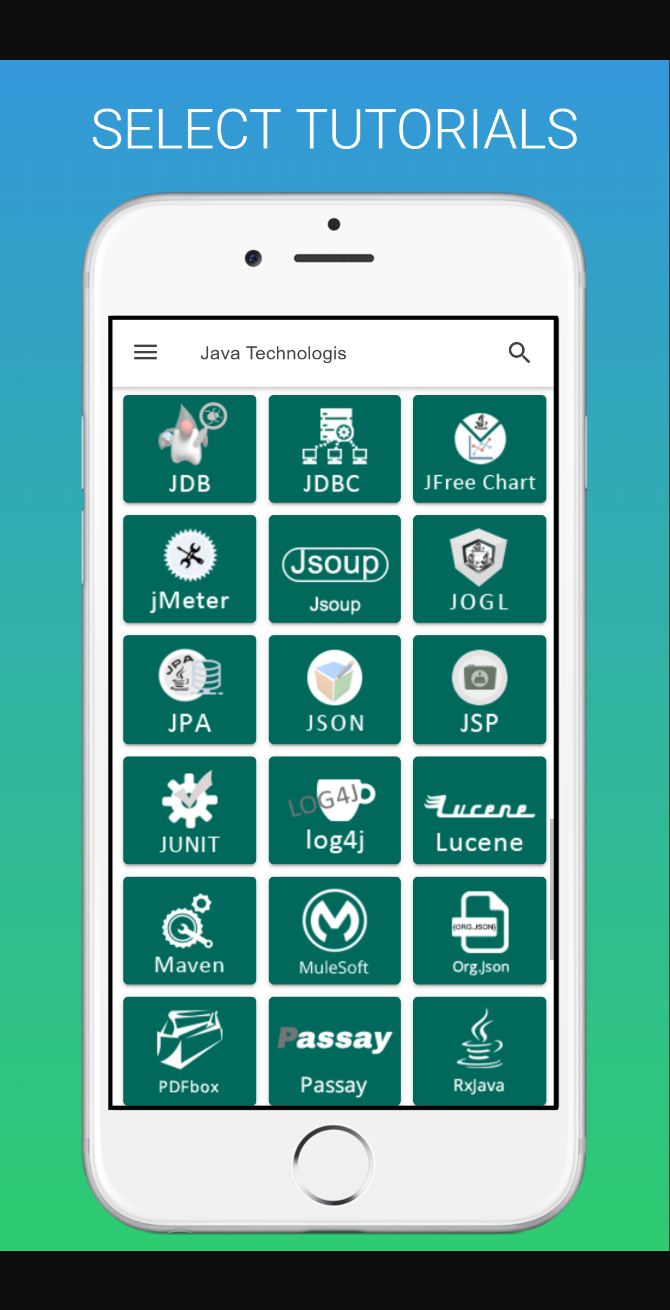 SELECT TUTORIALS
Java Technologis
JDB
JDBC
JFree Chart
jMeter
Jsoup
Jsoup
JOGL
JPA
JPA
JSON
JSP
JUNIT
LOG4J
log4j
Lucene
Lucene
Maven
MuleSoft
{ORG.JSON}
Org.Json
PDFbox
Passay
Passay
RxJava